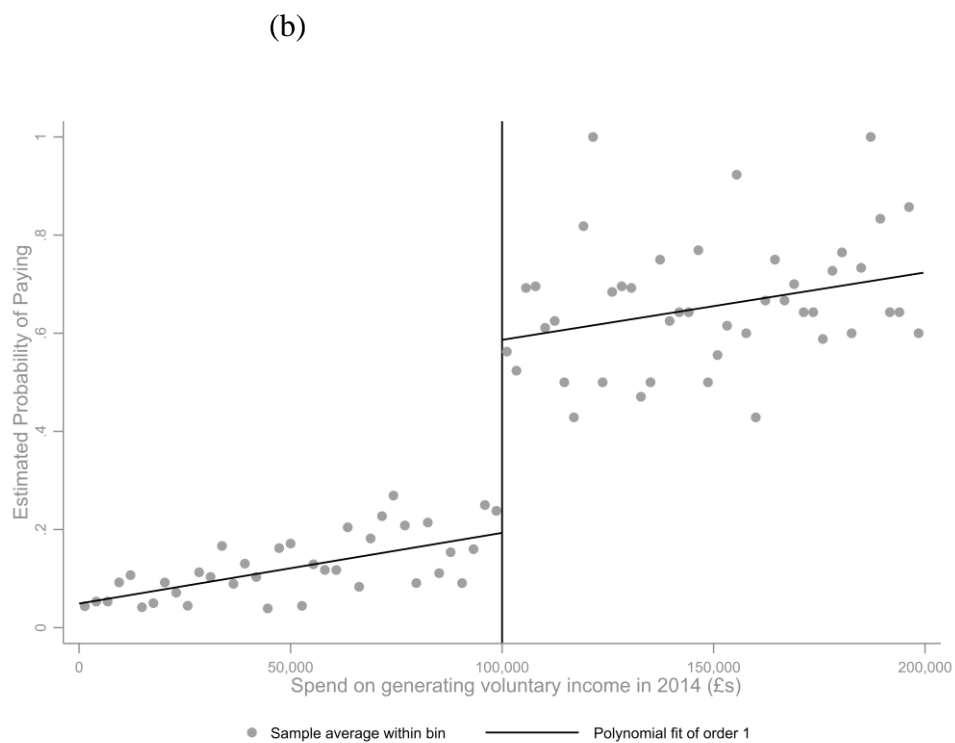 (b)
Estimated Probability of Paying
1
.8
.6
.4
.2
0
0 50,000 100,000 150,000 200,000
Spend on generating voluntary income in 2014 (£s)
Sample average within bin Polynomial fit of order 1